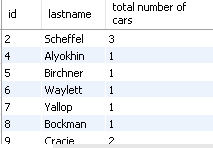 id lastname total number of cars
2 Scheffel 3
4 Alyokhin 1
5 Birchner 1
6 Waylett 1
7 Yallop 1
8 Bockman 1
9 Gracie 2